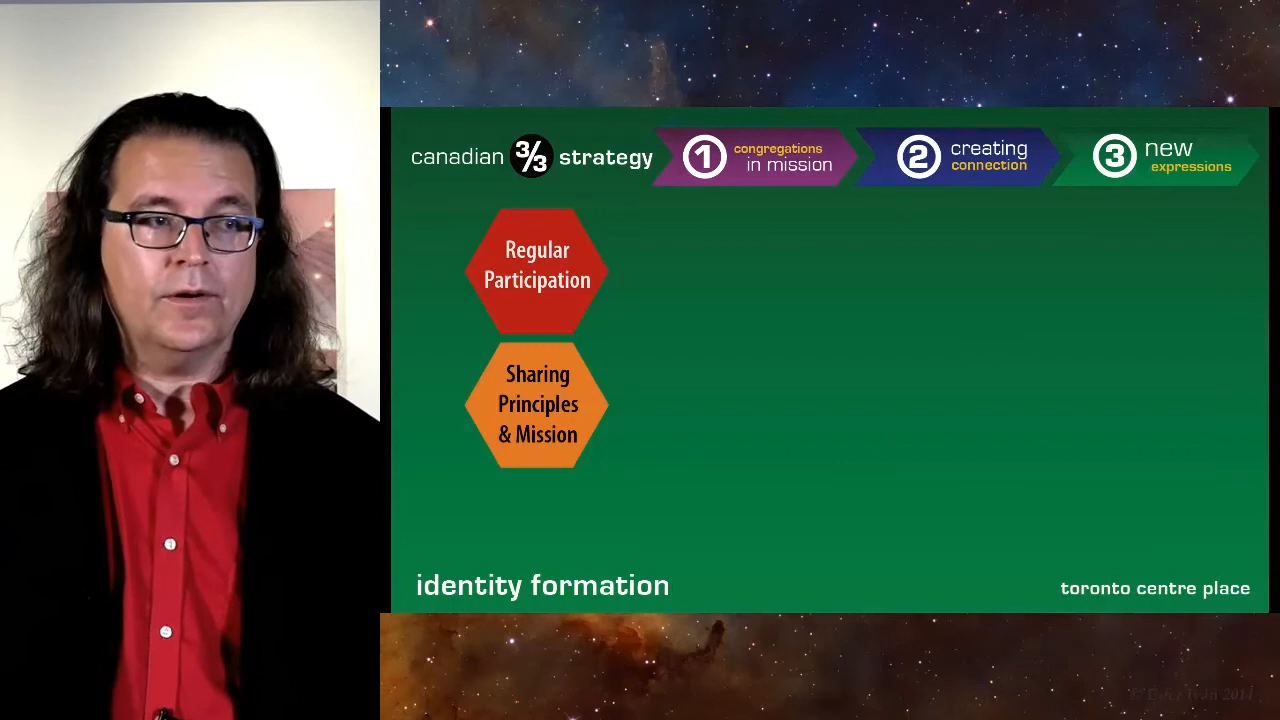 canadian 3/3 strategy
1 congregations
in mission
2 creating
connection
3 new
expressions
Regular
Participation
Sharing
Principles
& Mission
identity formation
toronto centre place